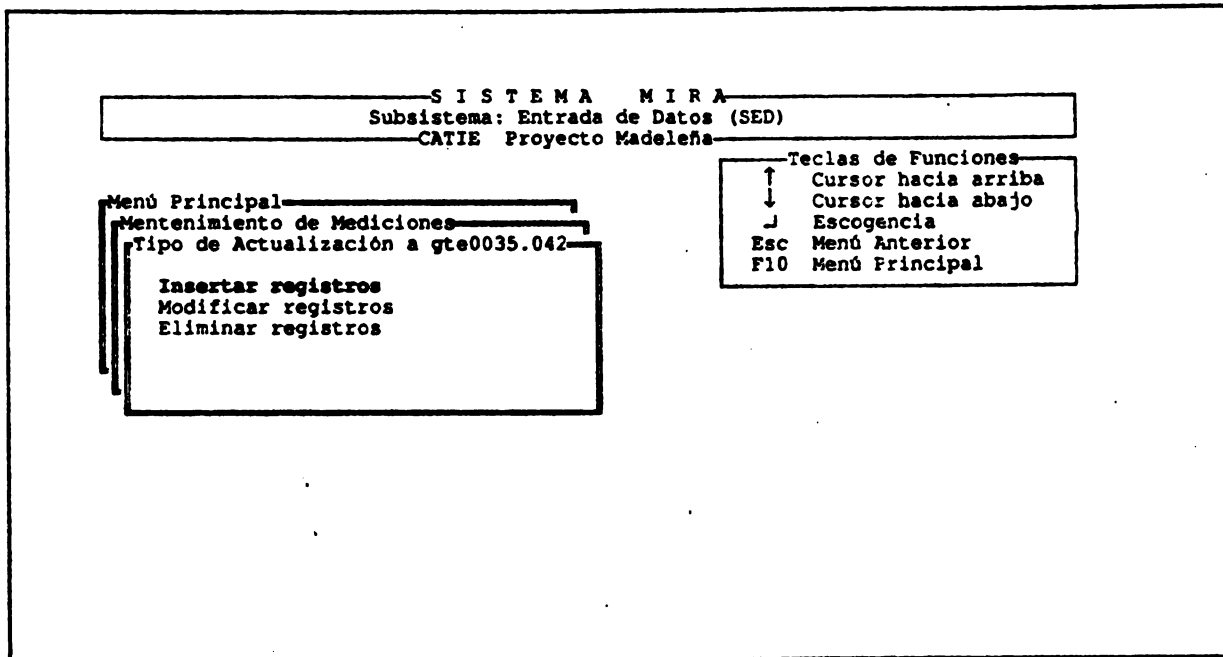 S I S T E M A M I R A
Subsistema: Entrada de Datos (SED)
CATIE Proyecto Madeleña
Teclas de Funciones
↑ Cursor hacia arriba
↓ Cursor hacia abajo
↵ Escogencia
Esc Menú Anterior
F10 Menú Principal
Menú Principal
Mentenimiento de Mediciones
Tipo de Actualización a gte0035.042
Insertar registros
Modificar registros
Eliminar registros